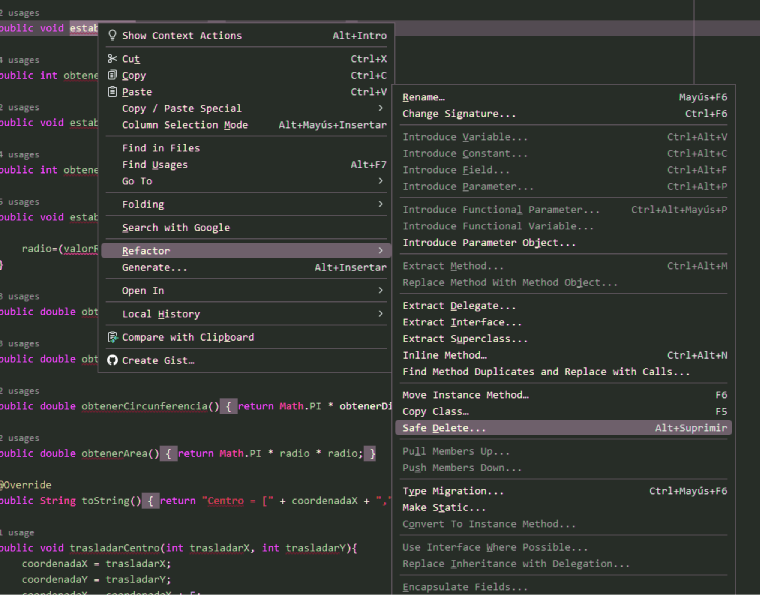 2 usages
public void estab
4 usages
public int obtene
2 usages
public void estab
4 usages
public int obtene
5 usages
public void estab
radio=(valorR
}
3 usages
public double obt
3 usages
public double obt
2 usages
public double obtenerCircunferencia() { return Math.PI * obtenerDi
2 usages
public double obtenerArea() { return Math.PI * radio * radio; }
@Override
public String toString() { return "Centro = [" + coordenadaX + ","
1 usage
public void trasladarCentro(int trasladarX, int trasladarY){
coordenadaX = trasladarX;
coordenadaY = trasladarY;
Show Context Actions Alt+Intro
Cut Ctrl+X
Copy Ctrl+C
Paste Ctrl+V
Copy / Paste Special >
Column Selection Mode Alt+Mayús+Insertar
Find in Files
Find Usages Alt+F7
Go To >
Folding >
Search with Google
Refactor >
Generate... Alt+Insertar
Open In >
Local History >
Compare with Clipboard
Create Gist...
Rename... Mayús+F6
Change Signature... Ctrl+F6
Introduce Variable... Ctrl+Alt+V
Introduce Constant... Ctrl+Alt+C
Introduce Field... Ctrl+Alt+F
Introduce Parameter... Ctrl+Alt+P
Introduce Functional Parameter... Ctrl+Alt+Mayús+P
Introduce Functional Variable...
Introduce Parameter Object...
Extract Method... Ctrl+Alt+M
Replace Method With Method Object...
Extract Delegate...
Extract Interface...
Extract Superclass...
Inline Method... Ctrl+Alt+N
Find Method Duplicates and Replace with Calls...
Move Instance Method... F6
Copy Class... F5
Safe Delete... Alt+Suprimir
Pull Members Up...
Push Members Down...
Type Migration... Ctrl+Mayús+F6
Make Static...
Convert To Instance Method...
Use Interface Where Possible...
Replace Inheritance with Delegation...
Encapsulate Fields...